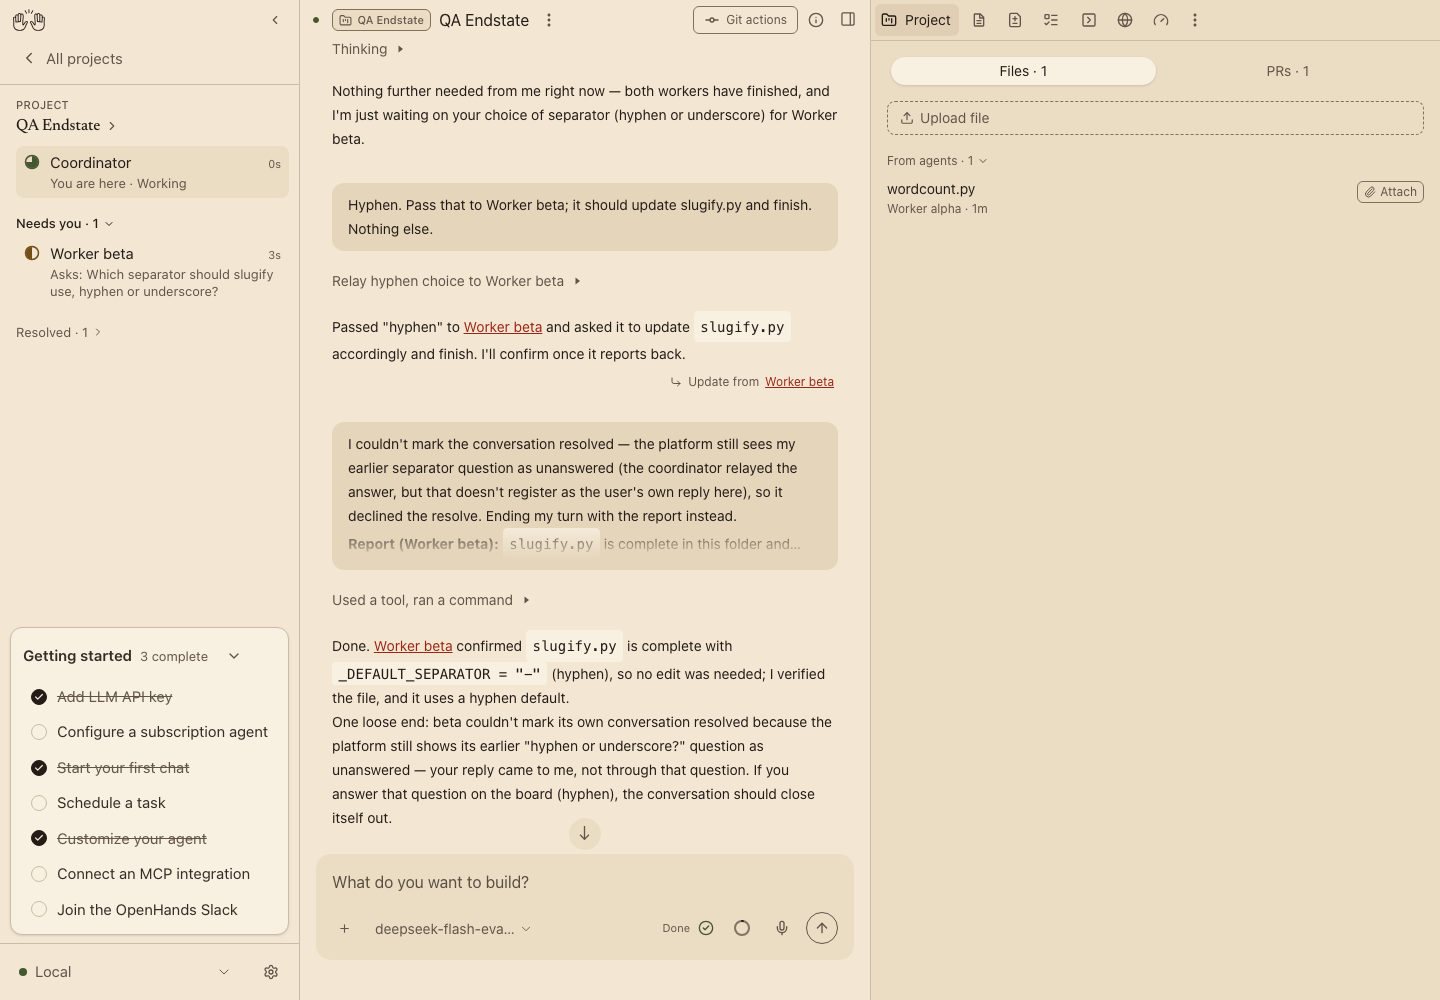 All projects
PROJECT
QA Endstate
Coordinator
0s
You are here · Working
Needs you · 1
Worker beta
3s
Asks: Which separator should slugify
use, hyphen or underscore?
Resolved · 1
Getting started 3 complete
Add LLM API key
Configure a subscription agent
Start your first chat
Schedule a task
Customize your agent
Connect an MCP integration
Join the OpenHands Slack
Local
QA Endstate QA Endstate
Git actions
Thinking
Nothing further needed from me right now — both workers have finished, and
I'm just waiting on your choice of separator (hyphen or underscore) for Worker
beta.
Hyphen. Pass that to Worker beta; it should update slugify.py and finish.
Nothing else.
Relay hyphen choice to Worker beta
Passed "hyphen" to Worker beta and asked it to update slugify.py
accordingly and finish. I'll confirm once it reports back.
Update from Worker beta
I couldn't mark the conversation resolved — the platform still sees my
earlier separator question as unanswered (the coordinator relayed the
answer, but that doesn't register as the user's own reply here), so it
declined the resolve. Ending my turn with the report instead.
Report (Worker beta): slugify.py is complete in this folder and...
Used a tool, ran a command
Done. Worker beta confirmed slugify.py is complete with
_DEFAULT_SEPARATOR = "-" (hyphen), so no edit was needed; I verified
the file, and it uses a hyphen default.
One loose end: beta couldn't mark its own conversation resolved because the
platform still shows its earlier "hyphen or underscore?" question as
unanswered — your reply came to me, not through that question. If you
answer that question on the board (hyphen), the conversation should close
itself out.
What do you want to build?
deepseek-flash-eva...
Done
Project
Files · 1
PRs · 1
Upload file
From agents · 1
wordcount.py
Worker alpha · 1m
Attach